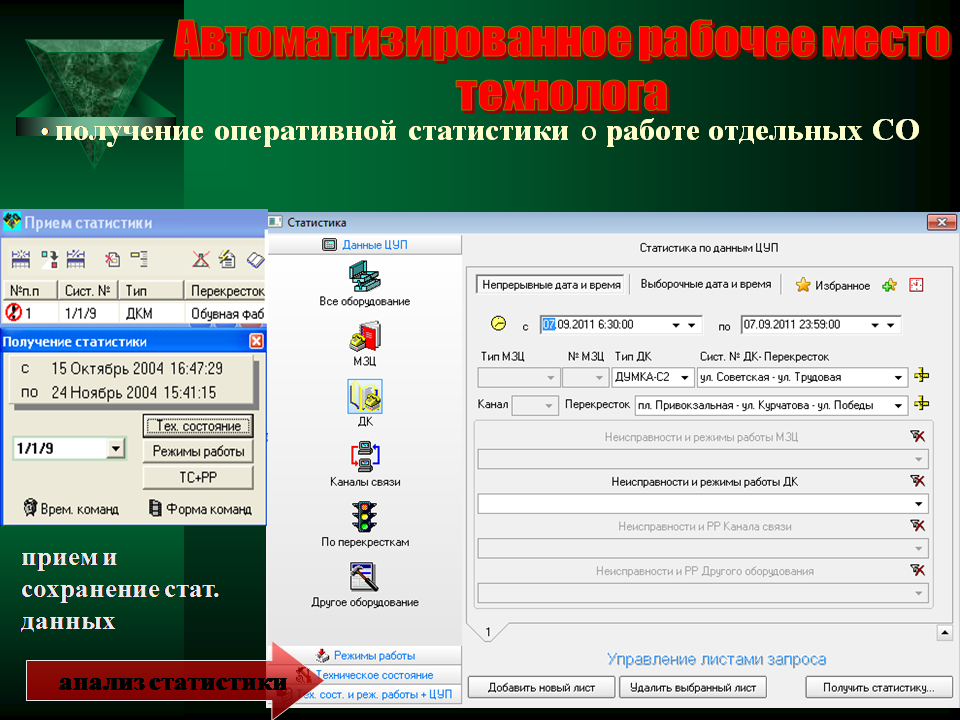 Автоматизированное рабочее место
технолога
• получение оперативной статистики о работе отдельных СО
Прием статистики
№п.п Сист. № Тип Перекресток
1 1/1/9 ДКМ Обувная фаб
Получение статистики
с 15 Октябрь 2004 16:47:29
по 24 Ноябрь 2004 15:41:15
Тех. состояние
1/1/9
Режимы работы
ТС+РР
Врем. команд Форма команд
прием и
сохранение стат.
данных
анализ статистики
Статистика
Данные ЦУП
Все оборудование
МЗЦ
ДК
Каналы связи
По перекресткам
Другое оборудование
Режимы работы
Техническое состояние
Тех. сост. и реж. работы + ЦУП
Статистика по данным ЦУП
Непрерывные дата и время Выборочные дата и время Избранное
с 07.09.2011 6:30:00 по 07.09.2011 23:59:00
Тип МЗЦ № МЗЦ Тип ДК Сист. № ДК- Перекресток
ДУМКА-С2 ул. Советская - ул. Трудовая
Канал Перекресток пл. Привокзальная - ул. Курчатова - ул. Победы
Неисправности и режимы работы МЗЦ
Неисправности и режимы работы ДК
Неисправности и РР Канала связи
Неисправности и РР Другого оборудования
1
Управление листами запроса
Добавить новый лист Удалить выбранный лист Получить статистику...